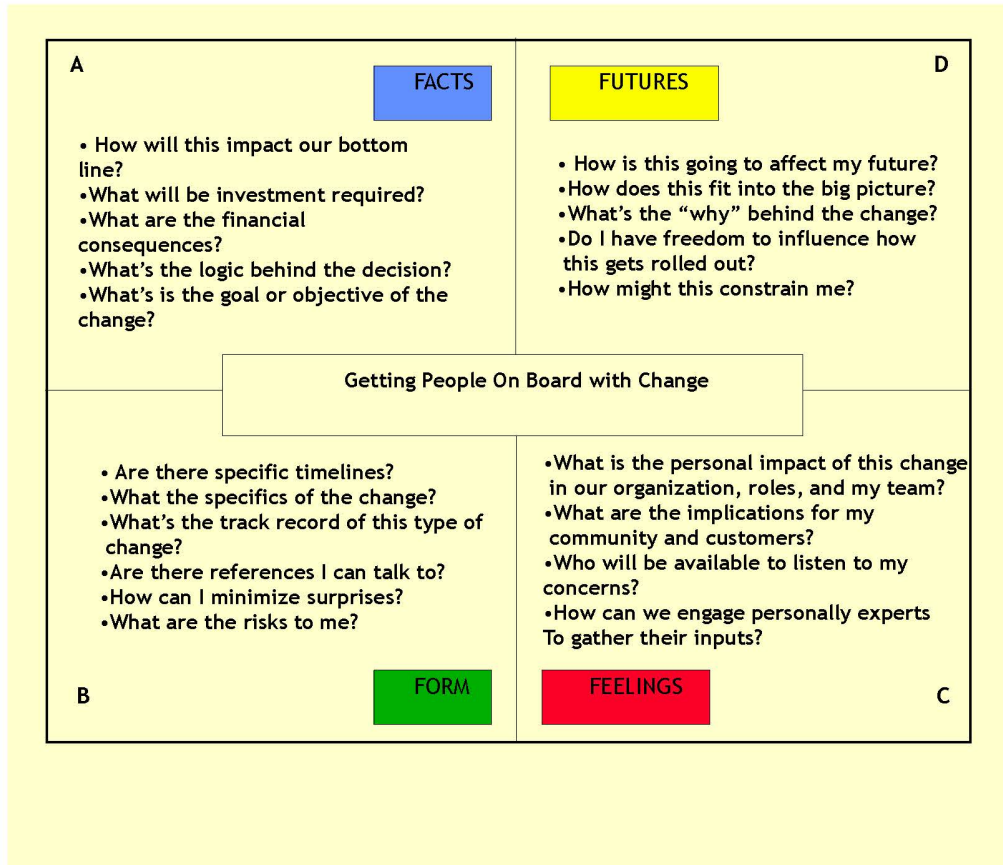 A
FACTS
• How will this impact our bottom
line?
•What will be investment required?
•What are the financial
consequences?
•What's the logic behind the decision?
•What's is the goal or objective of the
change?
D
FUTURES
• How is this going to affect my future?
•How does this fit into the big picture?
•What's the “why” behind the change?
•Do I have freedom to influence how
this gets rolled out?
•How might this constrain me?
Getting People On Board with Change
• Are there specific timelines?
•What the specifics of the change?
•What's the track record of this type of
change?
•Are there references I can talk to?
•How can I minimize surprises?
•What are the risks to me?
B
FORM
•What is the personal impact of this change
in our organization, roles, and my team?
•What are the implications for my
community and customers?
•Who will be available to listen to my
concerns?
•How can we engage personally experts
To gather their inputs?
FEELINGS
C